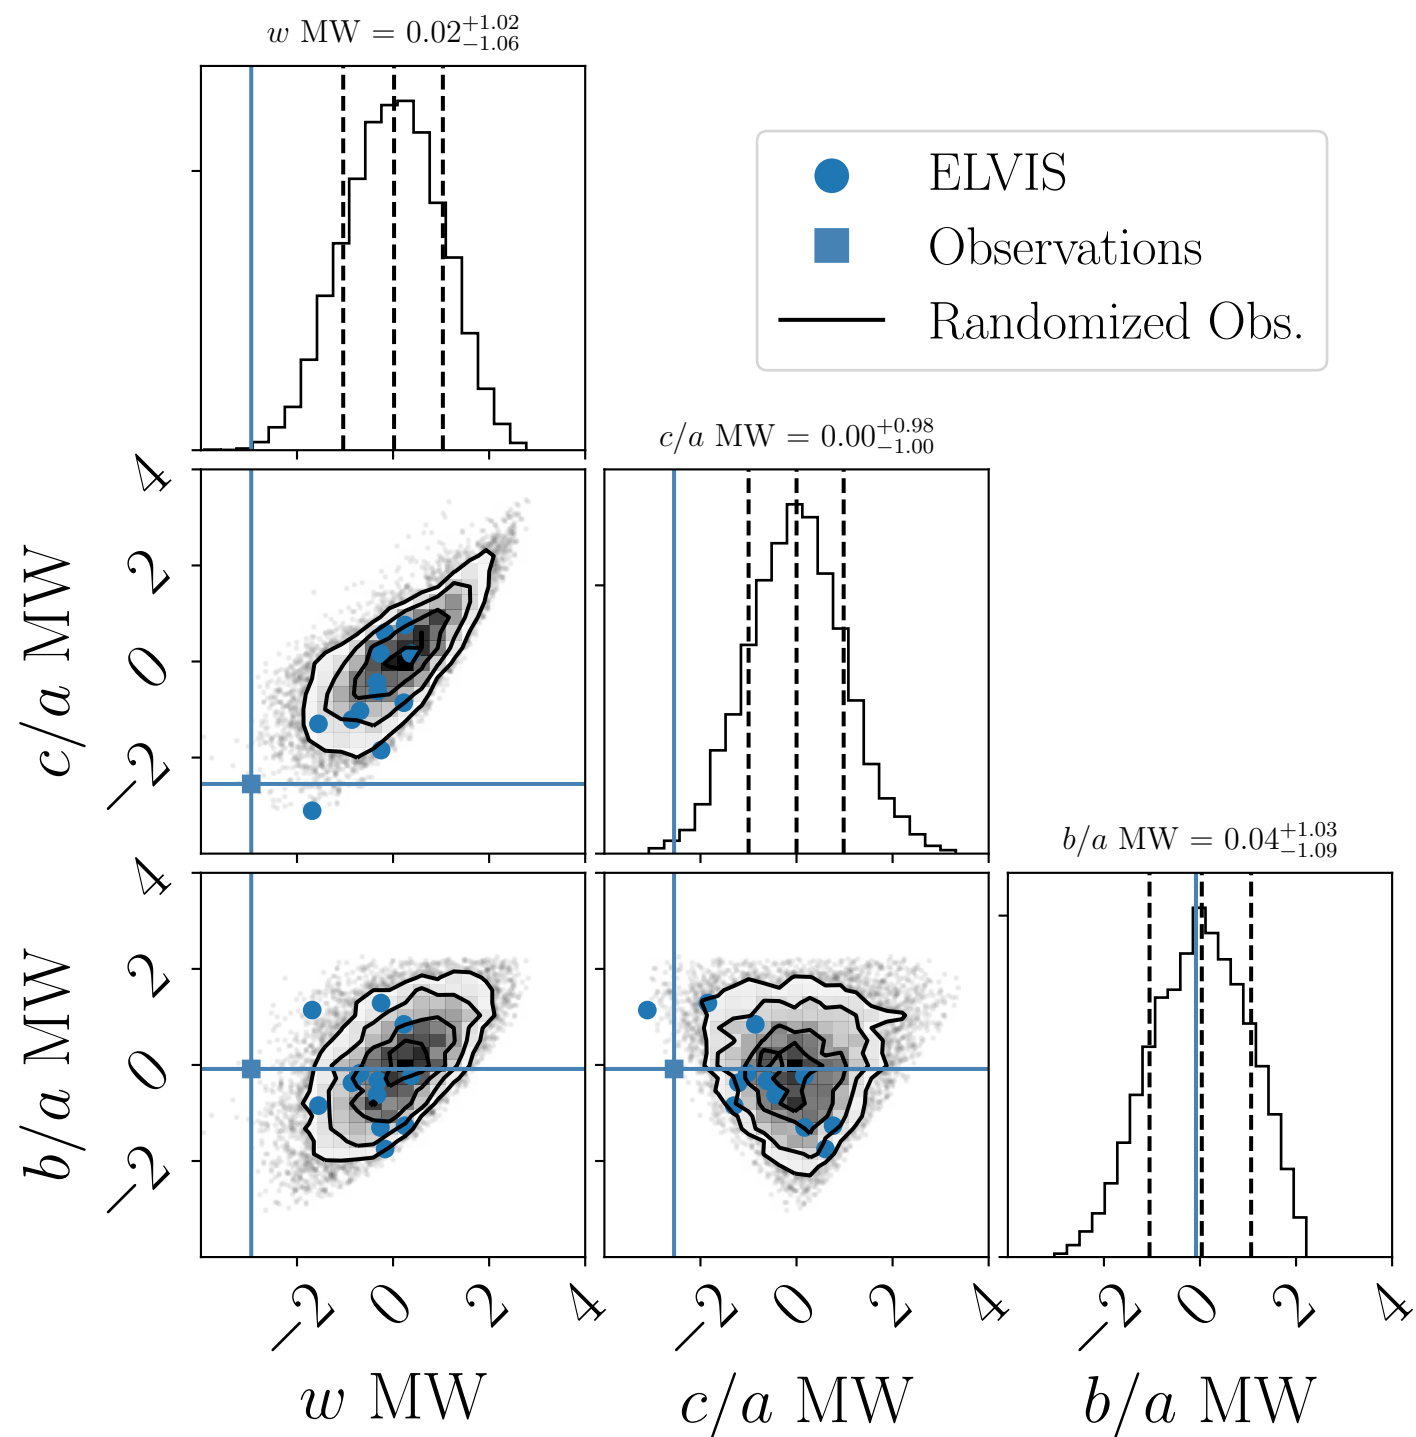 w MW = 0.02^{+1.02}_{-1.06}
ELVIS
Observations
Randomized Obs.
c/a MW = 0.00^{+0.98}_{-1.00}
4
2
0
−2
c/a MW
b/a MW = 0.04^{+1.03}_{-1.09}
4
2
0
−2
b/a MW
−2 0 2 4 −2 0 2 4 −2 0 2 4
w MW c/a MW b/a MW